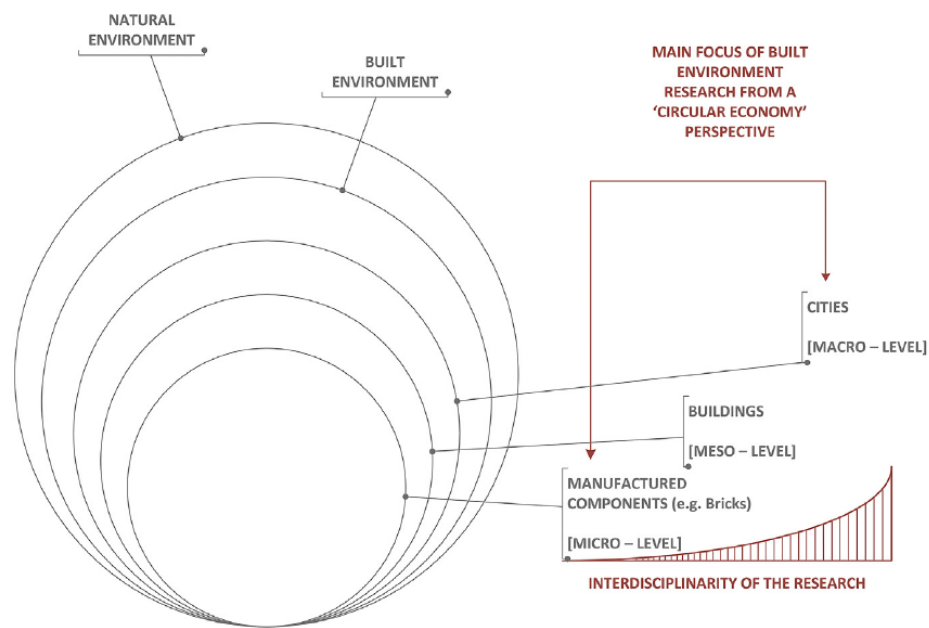 NATURAL
ENVIRONMENT
BUILT
ENVIRONMENT
MAIN FOCUS OF BUILT
ENVIRONMENT
RESEARCH FROM A
‘CIRCULAR ECONOMY’
PERSPECTIVE
CITIES
[MACRO – LEVEL]
BUILDINGS
[MESO – LEVEL]
MANUFACTURED
COMPONENTS (e.g. Bricks)
[MICRO – LEVEL]
INTERDISCIPLINARITY OF THE RESEARCH